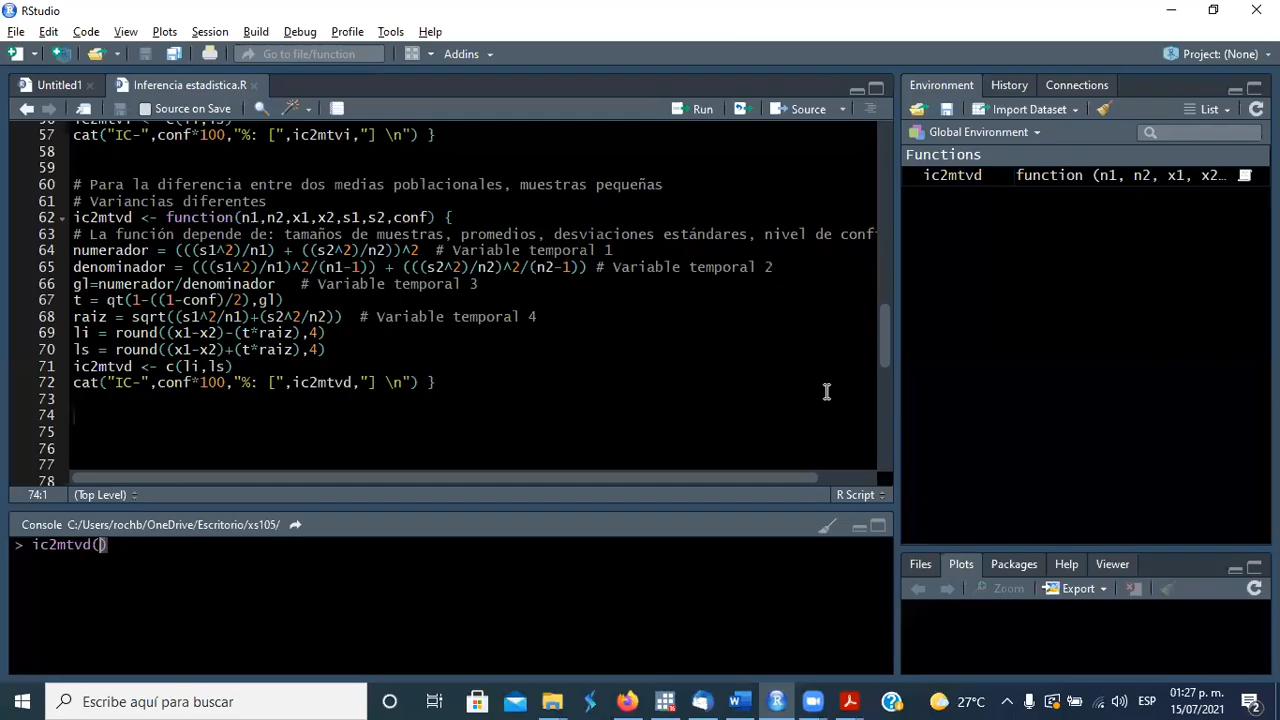 RStudio
File Edit Code View Plots Session Build Debug Profile Tools Help
Go to file/function Addins Project: (None)
Untitled1 Inferencia estadistica.R
Source on Save Run Source
57 cat("IC-",conf*100,"%: [",ic2mtvi,"] \n") }
58
59
60 # Para la diferencia entre dos medias poblacionales, muestras pequeñas
61 # Variancias diferentes
62 ic2mtvd <- function(n1,n2,x1,x2,s1,s2,conf) {
63 # La función depende de: tamaños de muestras, promedios, desviaciones estándares, nivel de conf
64 numerador = (((s1^2)/n1) + ((s2^2)/n2))^2 # Variable temporal 1
65 denominador = (((s1^2)/n1)^2/(n1-1)) + (((s2^2)/n2)^2/(n2-1)) # Variable temporal 2
66 gl=numerador/denominador # Variable temporal 3
67 t = qt(1-((1-conf)/2),gl)
68 raiz = sqrt((s1^2/n1)+(s2^2/n2)) # Variable temporal 4
69 li = round((x1-x2)-(t*raiz),4)
70 ls = round((x1-x2)+(t*raiz),4)
71 ic2mtvd <- c(li,ls)
72 cat("IC-",conf*100,"%: [",ic2mtvd,"] \n") }
73
74
75
76
77
78
74:1 (Top Level) R Script
Console C:/Users/rochb/OneDrive/Escritorio/xs105/
> ic2mtvd()
Environment History Connections
Import Dataset List
Global Environment
Functions
ic2mtvd function (n1, n2, x1, x2…
Files Plots Packages Help Viewer
Zoom Export
Escribe aquí para buscar
27°C ESP 01:27 p. m.
15/07/2021